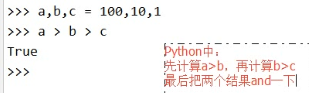 >>> a,b,c = 100,10,1
>>> a > b > c
True
>>>
Python中：
先计算a>b，再计算b>c
最后把两个结果and一下